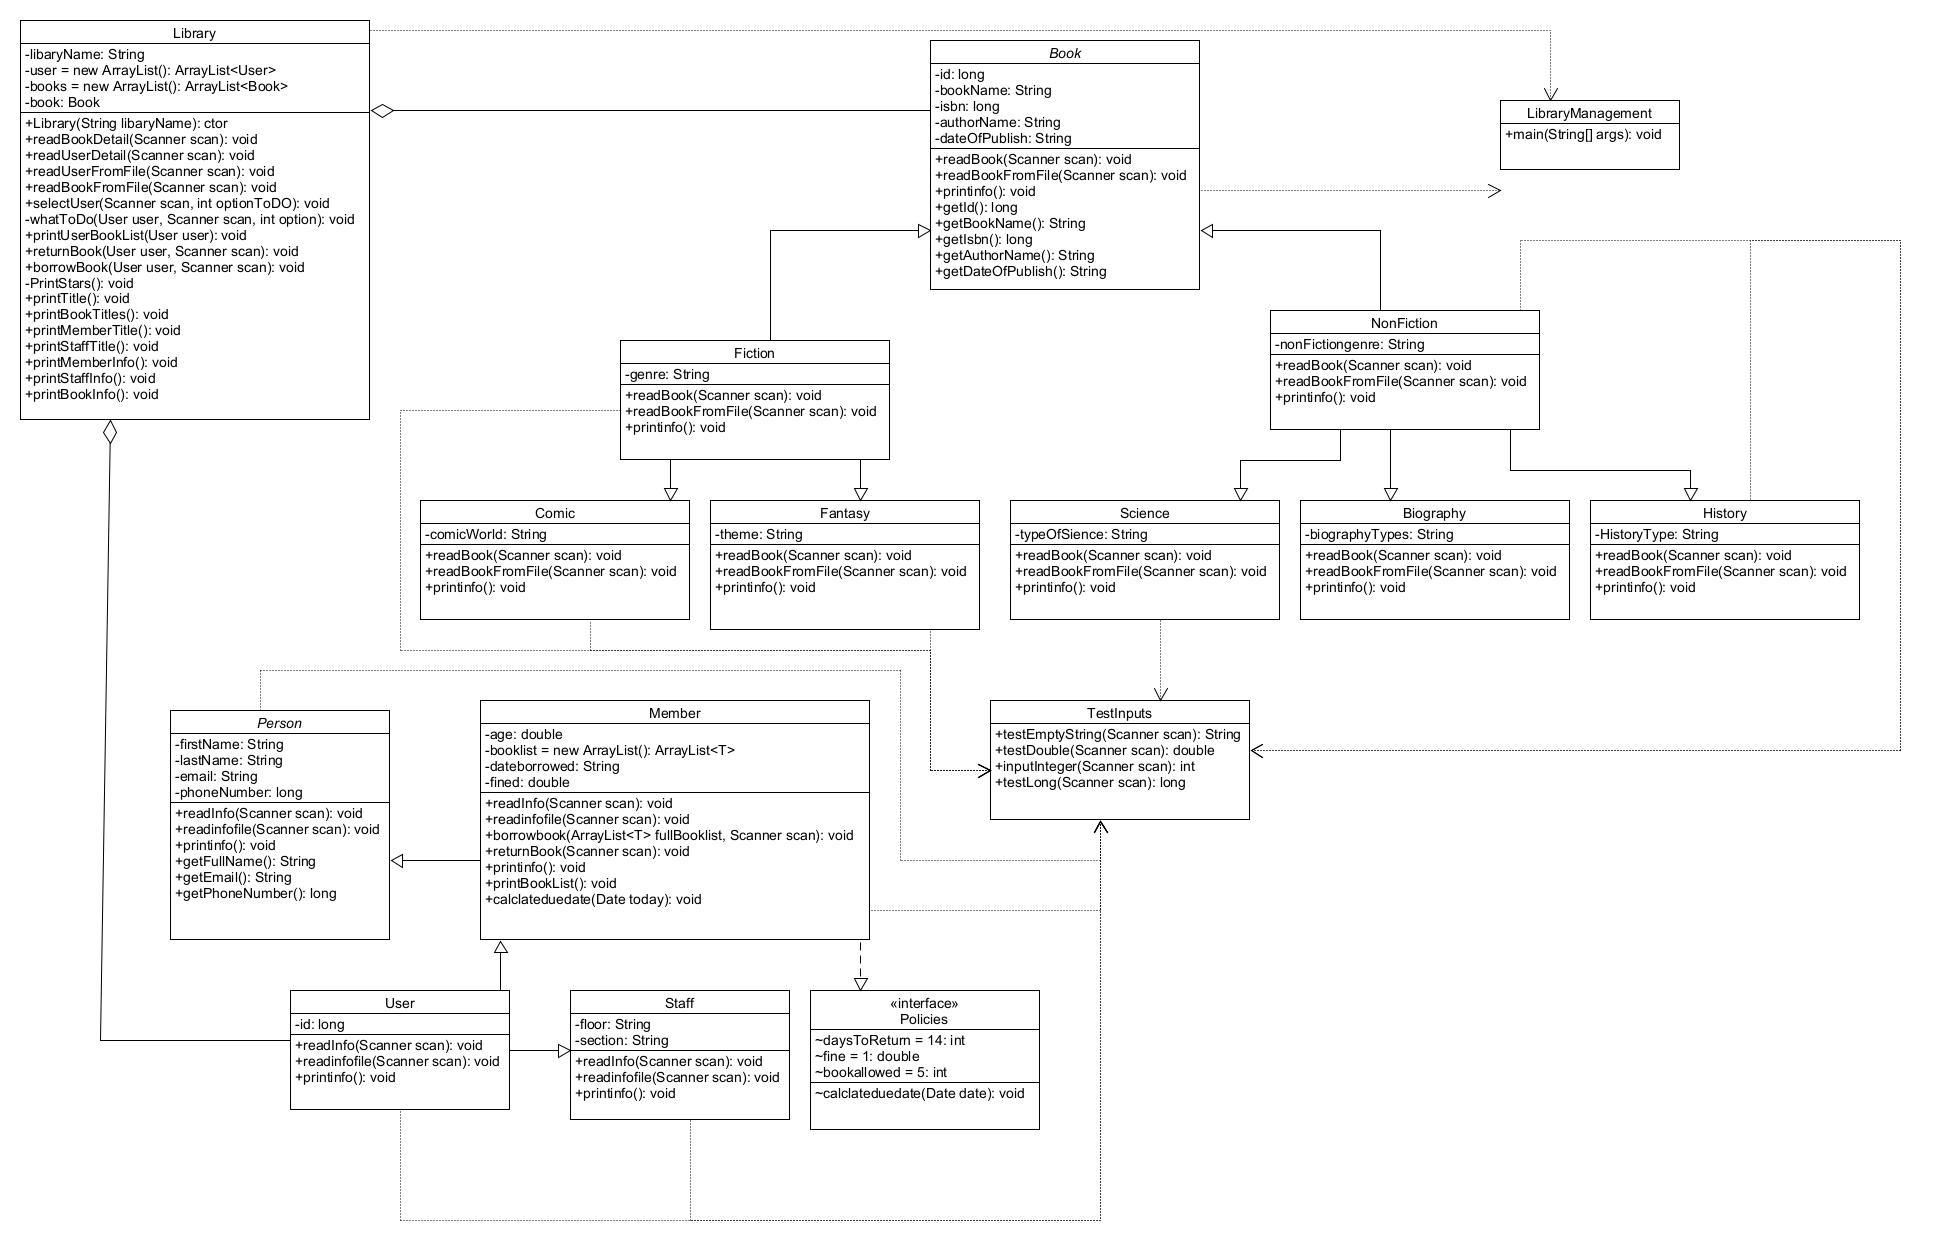 Library
-libaryName: String
-user = new ArrayList(): ArrayList<User>
-books = new ArrayList(): ArrayList<Book>
-book: Book
+Library(String libaryName): ctor
+readBookDetail(Scanner scan): void
+readUserDetail(Scanner scan): void
+readUserFromFile(Scanner scan): void
+readBookFromFile(Scanner scan): void
+selectUser(Scanner scan, int optionToDO): void
-whatToDo(User user, Scanner scan, int option): void
+printUserBookList(User user): void
+returnBook(User user, Scanner scan): void
+borrowBook(User user, Scanner scan): void
-PrintStars(): void
+printTitle(): void
+printBookTitles(): void
+printMemberTitle(): void
+printStaffTitle(): void
+printMemberInfo(): void
+printStaffInfo(): void
+printBookInfo(): void
Book
-id: long
-bookName: String
-isbn: long
-authorName: String
-dateOfPublish: String
+readBook(Scanner scan): void
+readBookFromFile(Scanner scan): void
+printinfo(): void
+getId(): long
+getBookName(): String
+getIsbn(): long
+getAuthorName(): String
+getDateOfPublish(): String
LibraryManagement
+main(String[] args): void
Fiction
-genre: String
+readBook(Scanner scan): void
+readBookFromFile(Scanner scan): void
+printinfo(): void
NonFiction
-nonFictiongenre: String
+readBook(Scanner scan): void
+readBookFromFile(Scanner scan): void
+printinfo(): void
Comic
-comicWorld: String
+readBook(Scanner scan): void
+readBookFromFile(Scanner scan): void
+printinfo(): void
Fantasy
-theme: String
+readBook(Scanner scan): void
+readBookFromFile(Scanner scan): void
+printinfo(): void
Science
-typeOfSience: String
+readBook(Scanner scan): void
+readBookFromFile(Scanner scan): void
+printinfo(): void
Biography
-biographyTypes: String
+readBook(Scanner scan): void
+readBookFromFile(Scanner scan): void
+printinfo(): void
History
-HistoryType: String
+readBook(Scanner scan): void
+readBookFromFile(Scanner scan): void
+printinfo(): void
Person
-firstName: String
-lastName: String
-email: String
-phoneNumber: long
+readInfo(Scanner scan): void
+readinfofile(Scanner scan): void
+printinfo(): void
+getFullName(): String
+getEmail(): String
+getPhoneNumber(): long
Member
-age: double
-booklist = new ArrayList(): ArrayList<T>
-dateborrowed: String
-fined: double
+readInfo(Scanner scan): void
+readinfofile(Scanner scan): void
+borrowbook(ArrayList<T> fullBooklist, Scanner scan): void
+returnBook(Scanner scan): void
+printinfo(): void
+printBookList(): void
+calclateduedate(Date today): void
TestInputs
+testEmptyString(Scanner scan): String
+testDouble(Scanner scan): double
+inputInteger(Scanner scan): int
+testLong(Scanner scan): long
User
-id: long
+readInfo(Scanner scan): void
+readinfofile(Scanner scan): void
+printinfo(): void
Staff
-floor: String
-section: String
+readInfo(Scanner scan): void
+readinfofile(Scanner scan): void
+printinfo(): void
«interface»
Policies
~daysToReturn = 14: int
~fine = 1: double
~bookallowed = 5: int
~calclateduedate(Date date): void